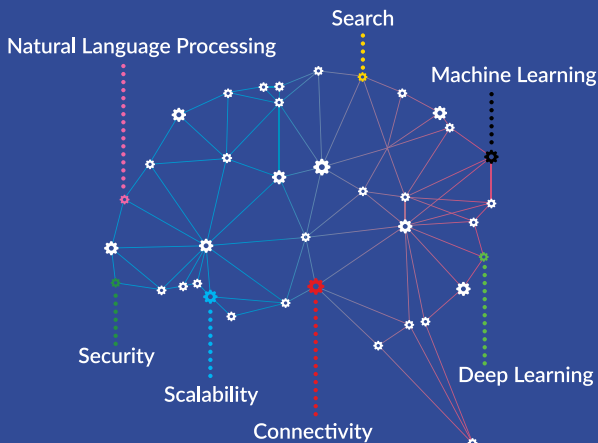 Search
Natural Language Processing
Machine Learning
Security
Scalability
Deep Learning
Connectivity